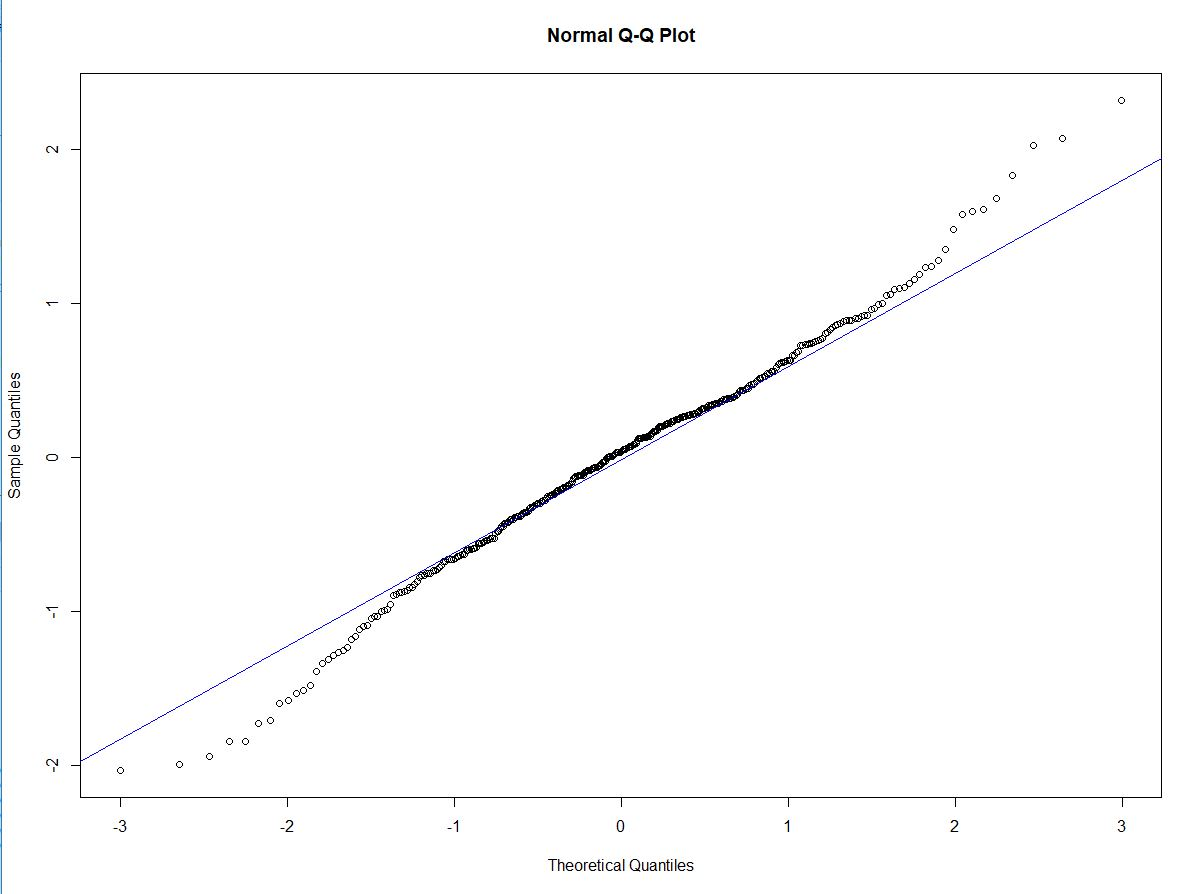 Normal Q-Q Plot
Sample Quantiles
2
1
0
-1
-2
-3 -2 -1 0 1 2 3
Theoretical Quantiles